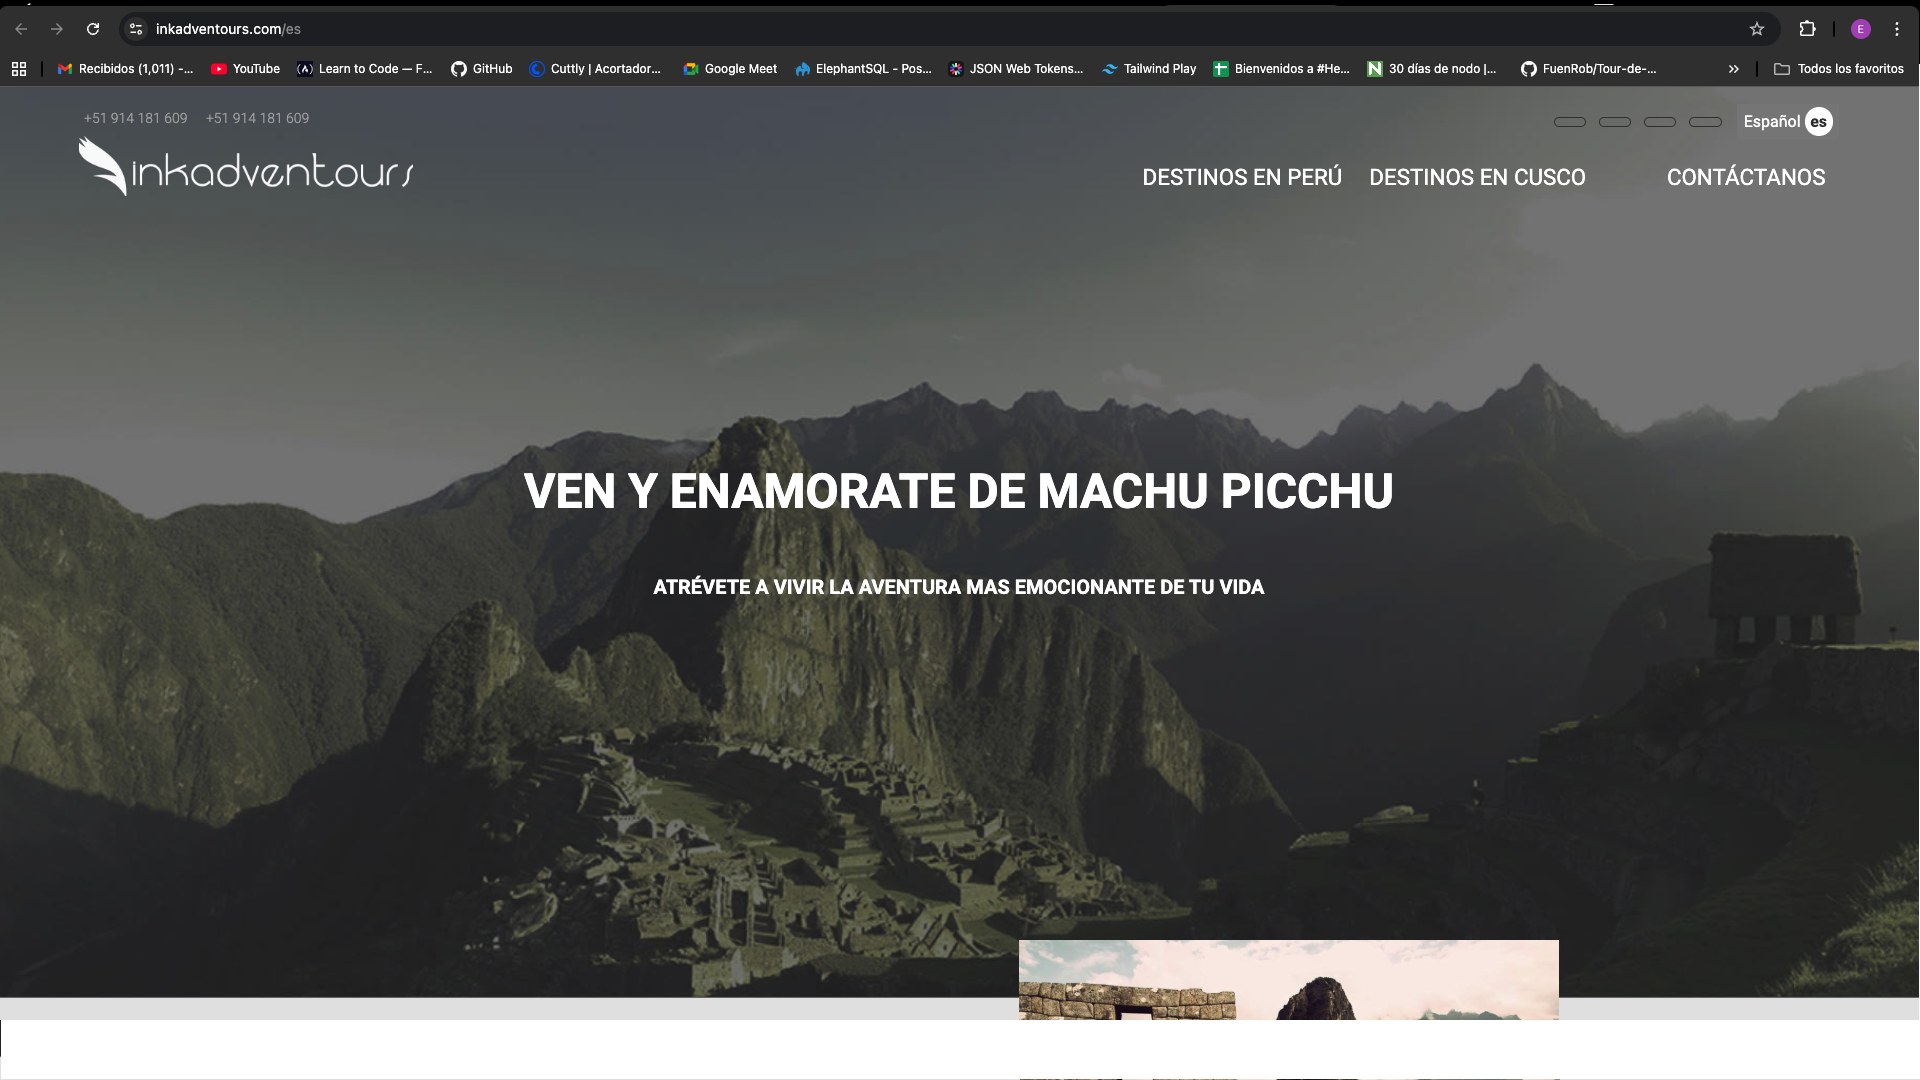 inkadventours.com/es
E
Recibidos (1,011) -...
YouTube
Learn to Code — F...
GitHub
Cuttly | Acortador...
Google Meet
ElephantSQL - Pos...
JSON Web Tokens...
Tailwind Play
Bienvenidos a #He...
30 días de nodo |...
FuenRob/Tour-de-...
Todos los favoritos
+51 914 181 609 +51 914 181 609
Español es
inkadventours
DESTINOS EN PERÚ DESTINOS EN CUSCO CONTÁCTANOS
VEN Y ENAMORATE DE MACHU PICCHU
ATRÉVETE A VIVIR LA AVENTURA MAS EMOCIONANTE DE TU VIDA